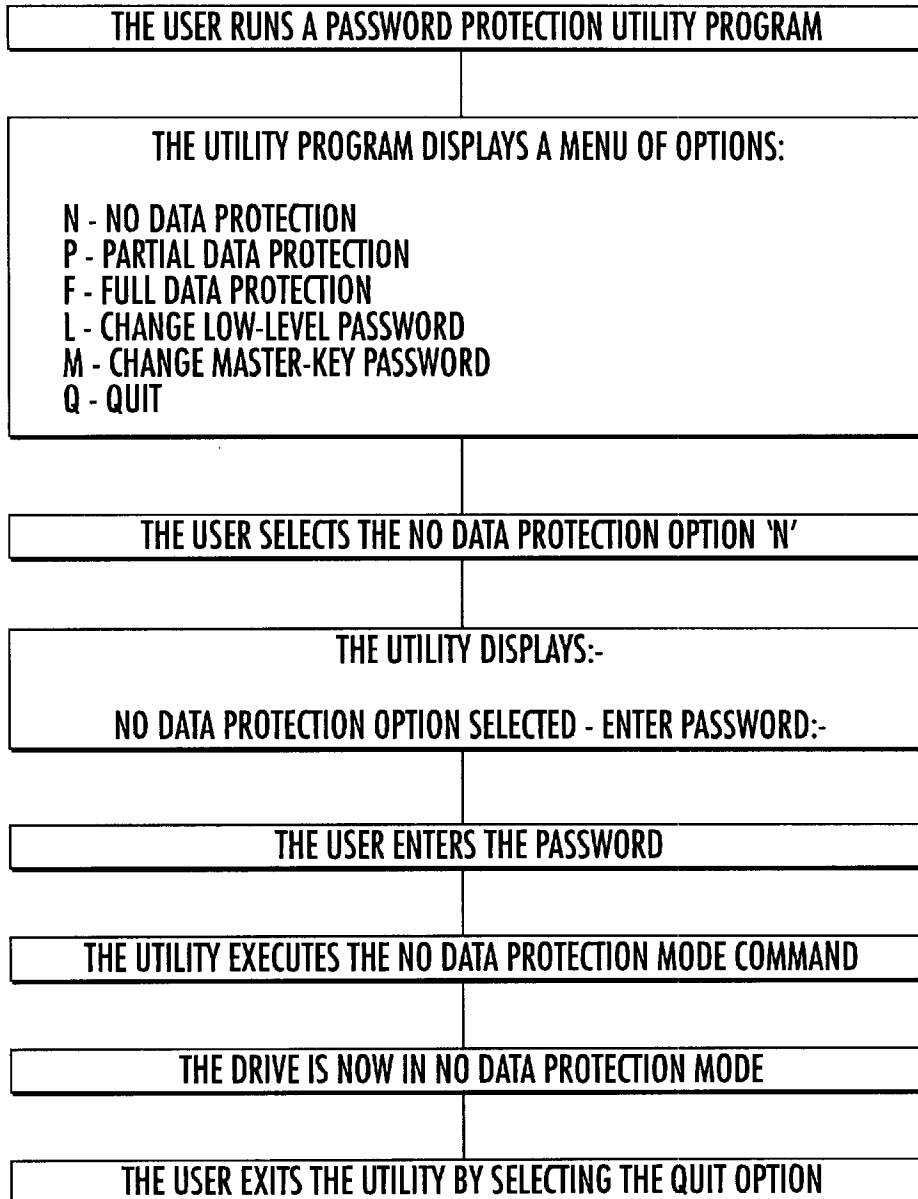 THE USER RUNS A PASSWORD PROTECTION UTILITY PROGRAM
THE UTILITY PROGRAM DISPLAYS A MENU OF OPTIONS:
N - NO DATA PROTECTION
P - PARTIAL DATA PROTECTION
F - FULL DATA PROTECTION
L - CHANGE LOW-LEVEL PASSWORD
M - CHANGE MASTER-KEY PASSWORD
Q - QUIT
THE USER SELECTS THE NO DATA PROTECTION OPTION ‘N’
THE UTILITY DISPLAYS:-
NO DATA PROTECTION OPTION SELECTED - ENTER PASSWORD:-
THE USER ENTERS THE PASSWORD
THE UTILITY EXECUTES THE NO DATA PROTECTION MODE COMMAND
THE DRIVE IS NOW IN NO DATA PROTECTION MODE
THE USER EXITS THE UTILITY BY SELECTING THE QUIT OPTION